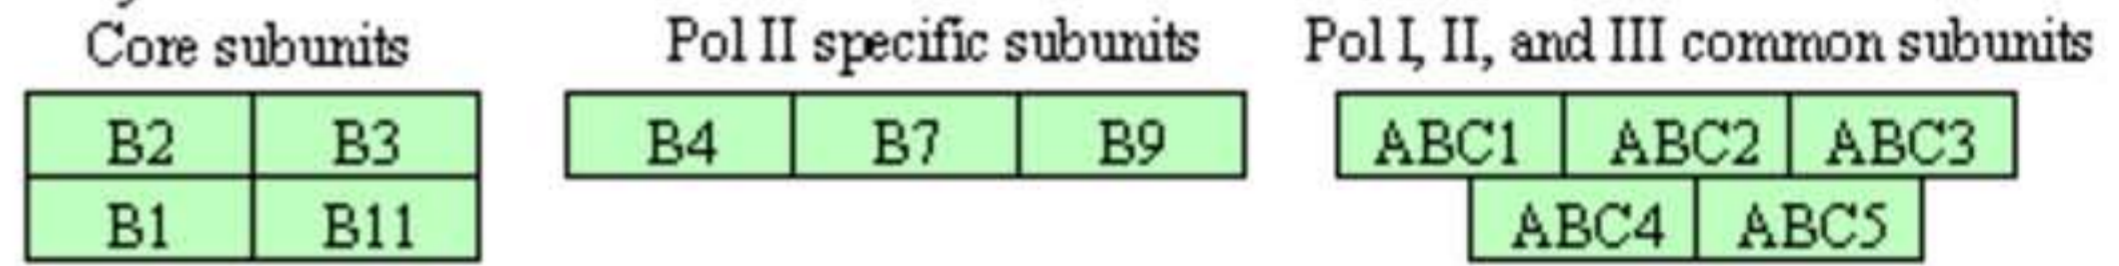 Core subunits
B2 B3
B1 B11
Pol II specific subunits
B4 B7 B9
Pol I, II, and III common subunits
ABC1 ABC2 ABC3
ABC4 ABC5